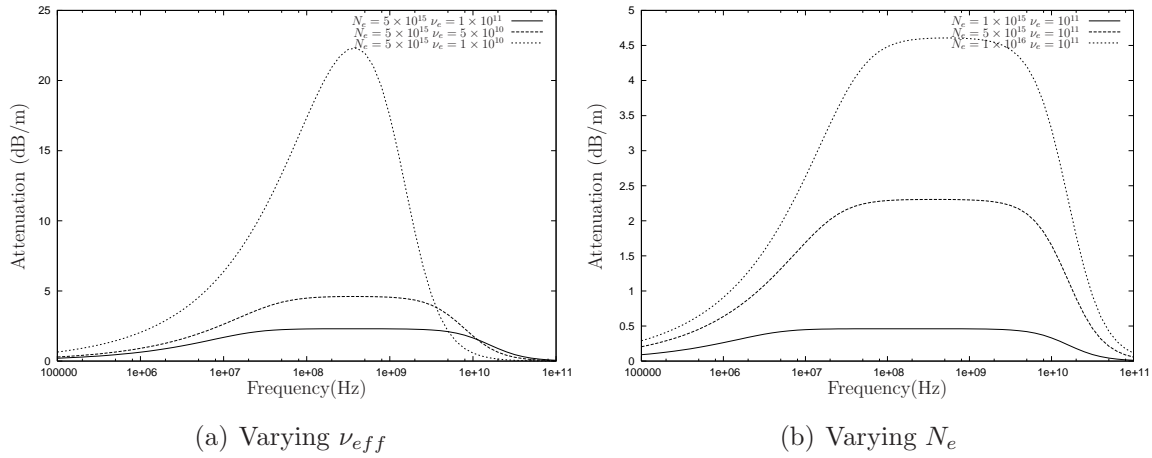 N_e = 5 × 10^15 ν_e = 1 × 10^11
N_e = 5 × 10^15 ν_e = 5 × 10^10
N_e = 5 × 10^15 ν_e = 1 × 10^10
25
20
15
10
5
0
Attenuation (dB/m)
100000 1e+06 1e+07 1e+08 1e+09 1e+10 1e+11
Frequency(Hz)
(a) Varying ν_eff
N_e = 1 × 10^15 ν_e = 10^11
N_e = 5 × 10^15 ν_e = 10^11
N_e = 1 × 10^16 ν_e = 10^11
5
4.5
4
3.5
3
2.5
2
1.5
1
0.5
0
Attenuation (dB/m)
100000 1e+06 1e+07 1e+08 1e+09 1e+10 1e+11
Frequency(Hz)
(b) Varying N_e